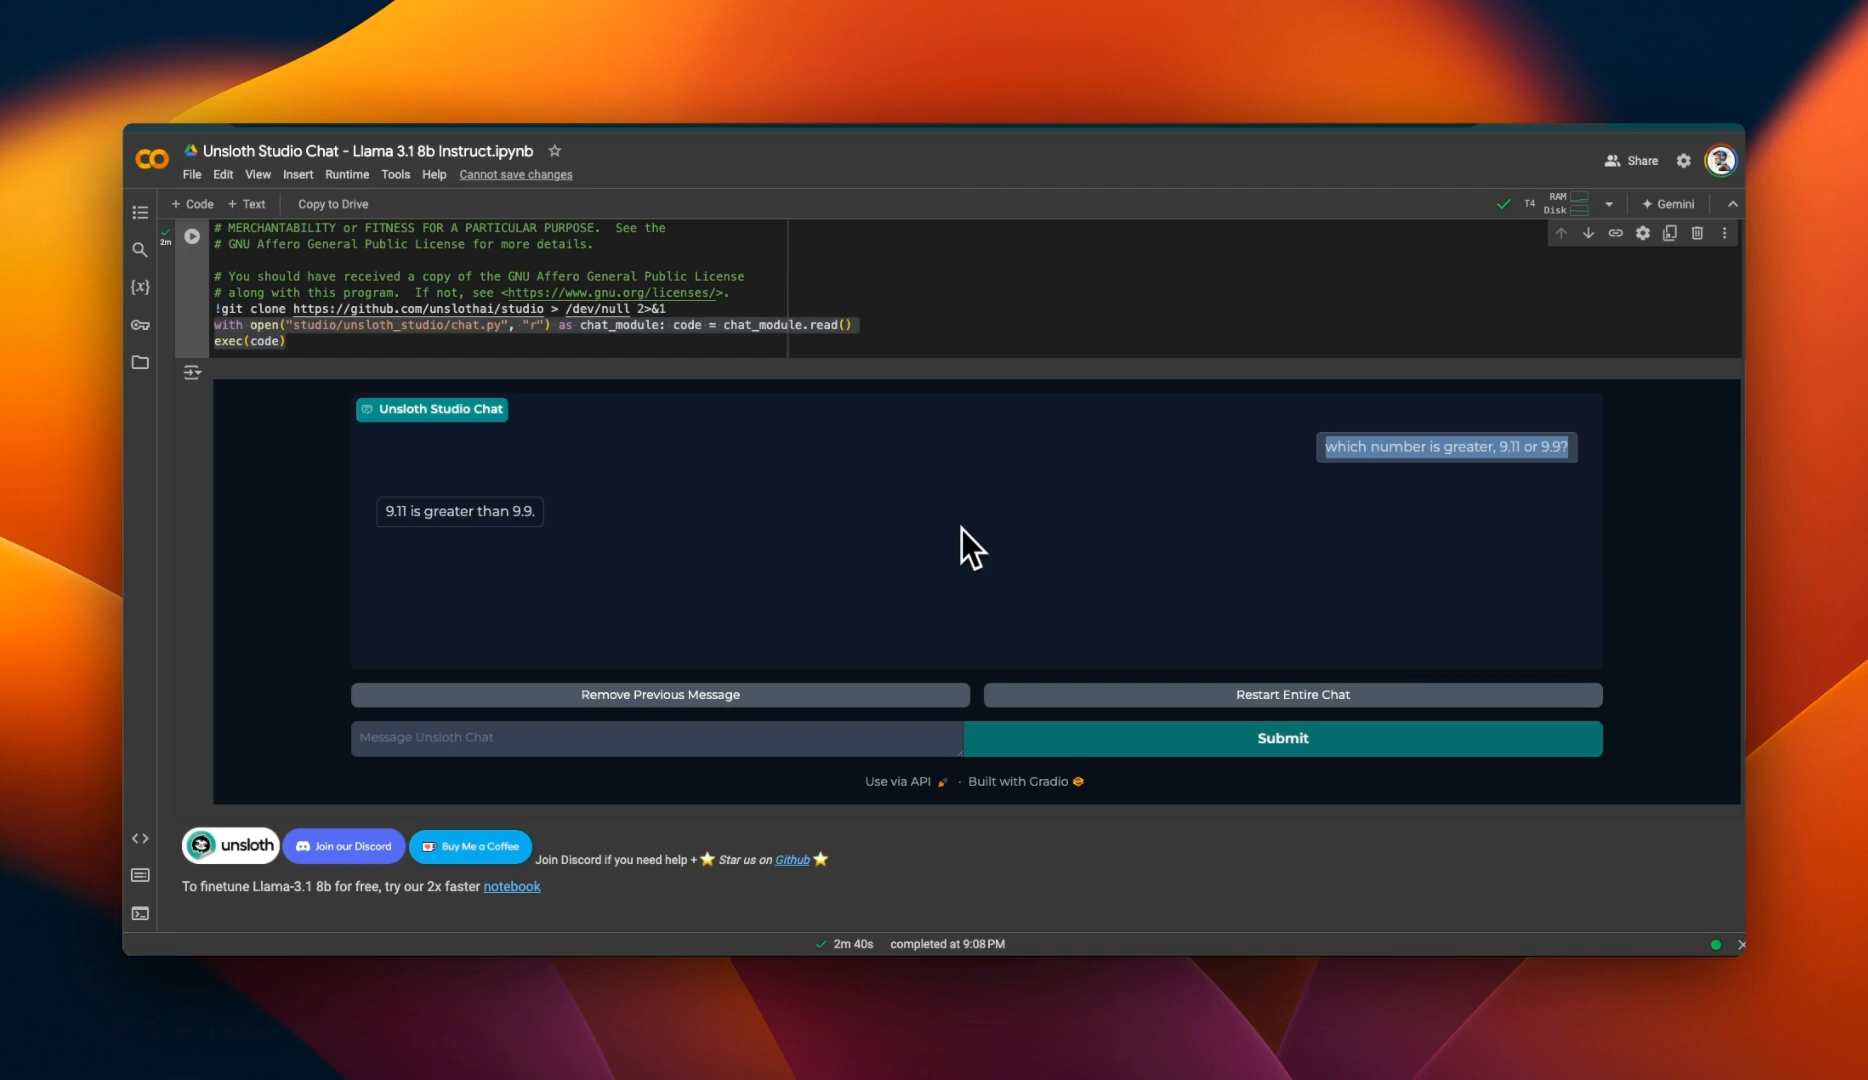 Unsloth Studio Chat - Llama 3.1 8b Instruct.ipynb
File Edit View Insert Runtime Tools Help Cannot save changes
Share
+ Code + Text Copy to Drive
T4 RAM Disk Gemini
2m
# MERCHANTABILITY or FITNESS FOR A PARTICULAR PURPOSE.  See the
# GNU Affero General Public License for more details.
# You should have received a copy of the GNU Affero General Public License
# along with this program.  If not, see <https://www.gnu.org/licenses/>.
!git clone https://github.com/unslothai/studio > /dev/null 2>&1
with open("studio/unsloth_studio/chat.py", "r") as chat_module: code = chat_module.read()
exec(code)
Unsloth Studio Chat
which number is greater, 9.11 or 9.9?
9.11 is greater than 9.9.
Remove Previous Message
Restart Entire Chat
Message Unsloth Chat
Submit
Use via API · Built with Gradio
unsloth Join our Discord Buy Me a Coffee Join Discord if you need help + ⭐ Star us on Github ⭐
To finetune Llama-3.1 8b for free, try our 2x faster notebook
2m 40s completed at 9:08 PM